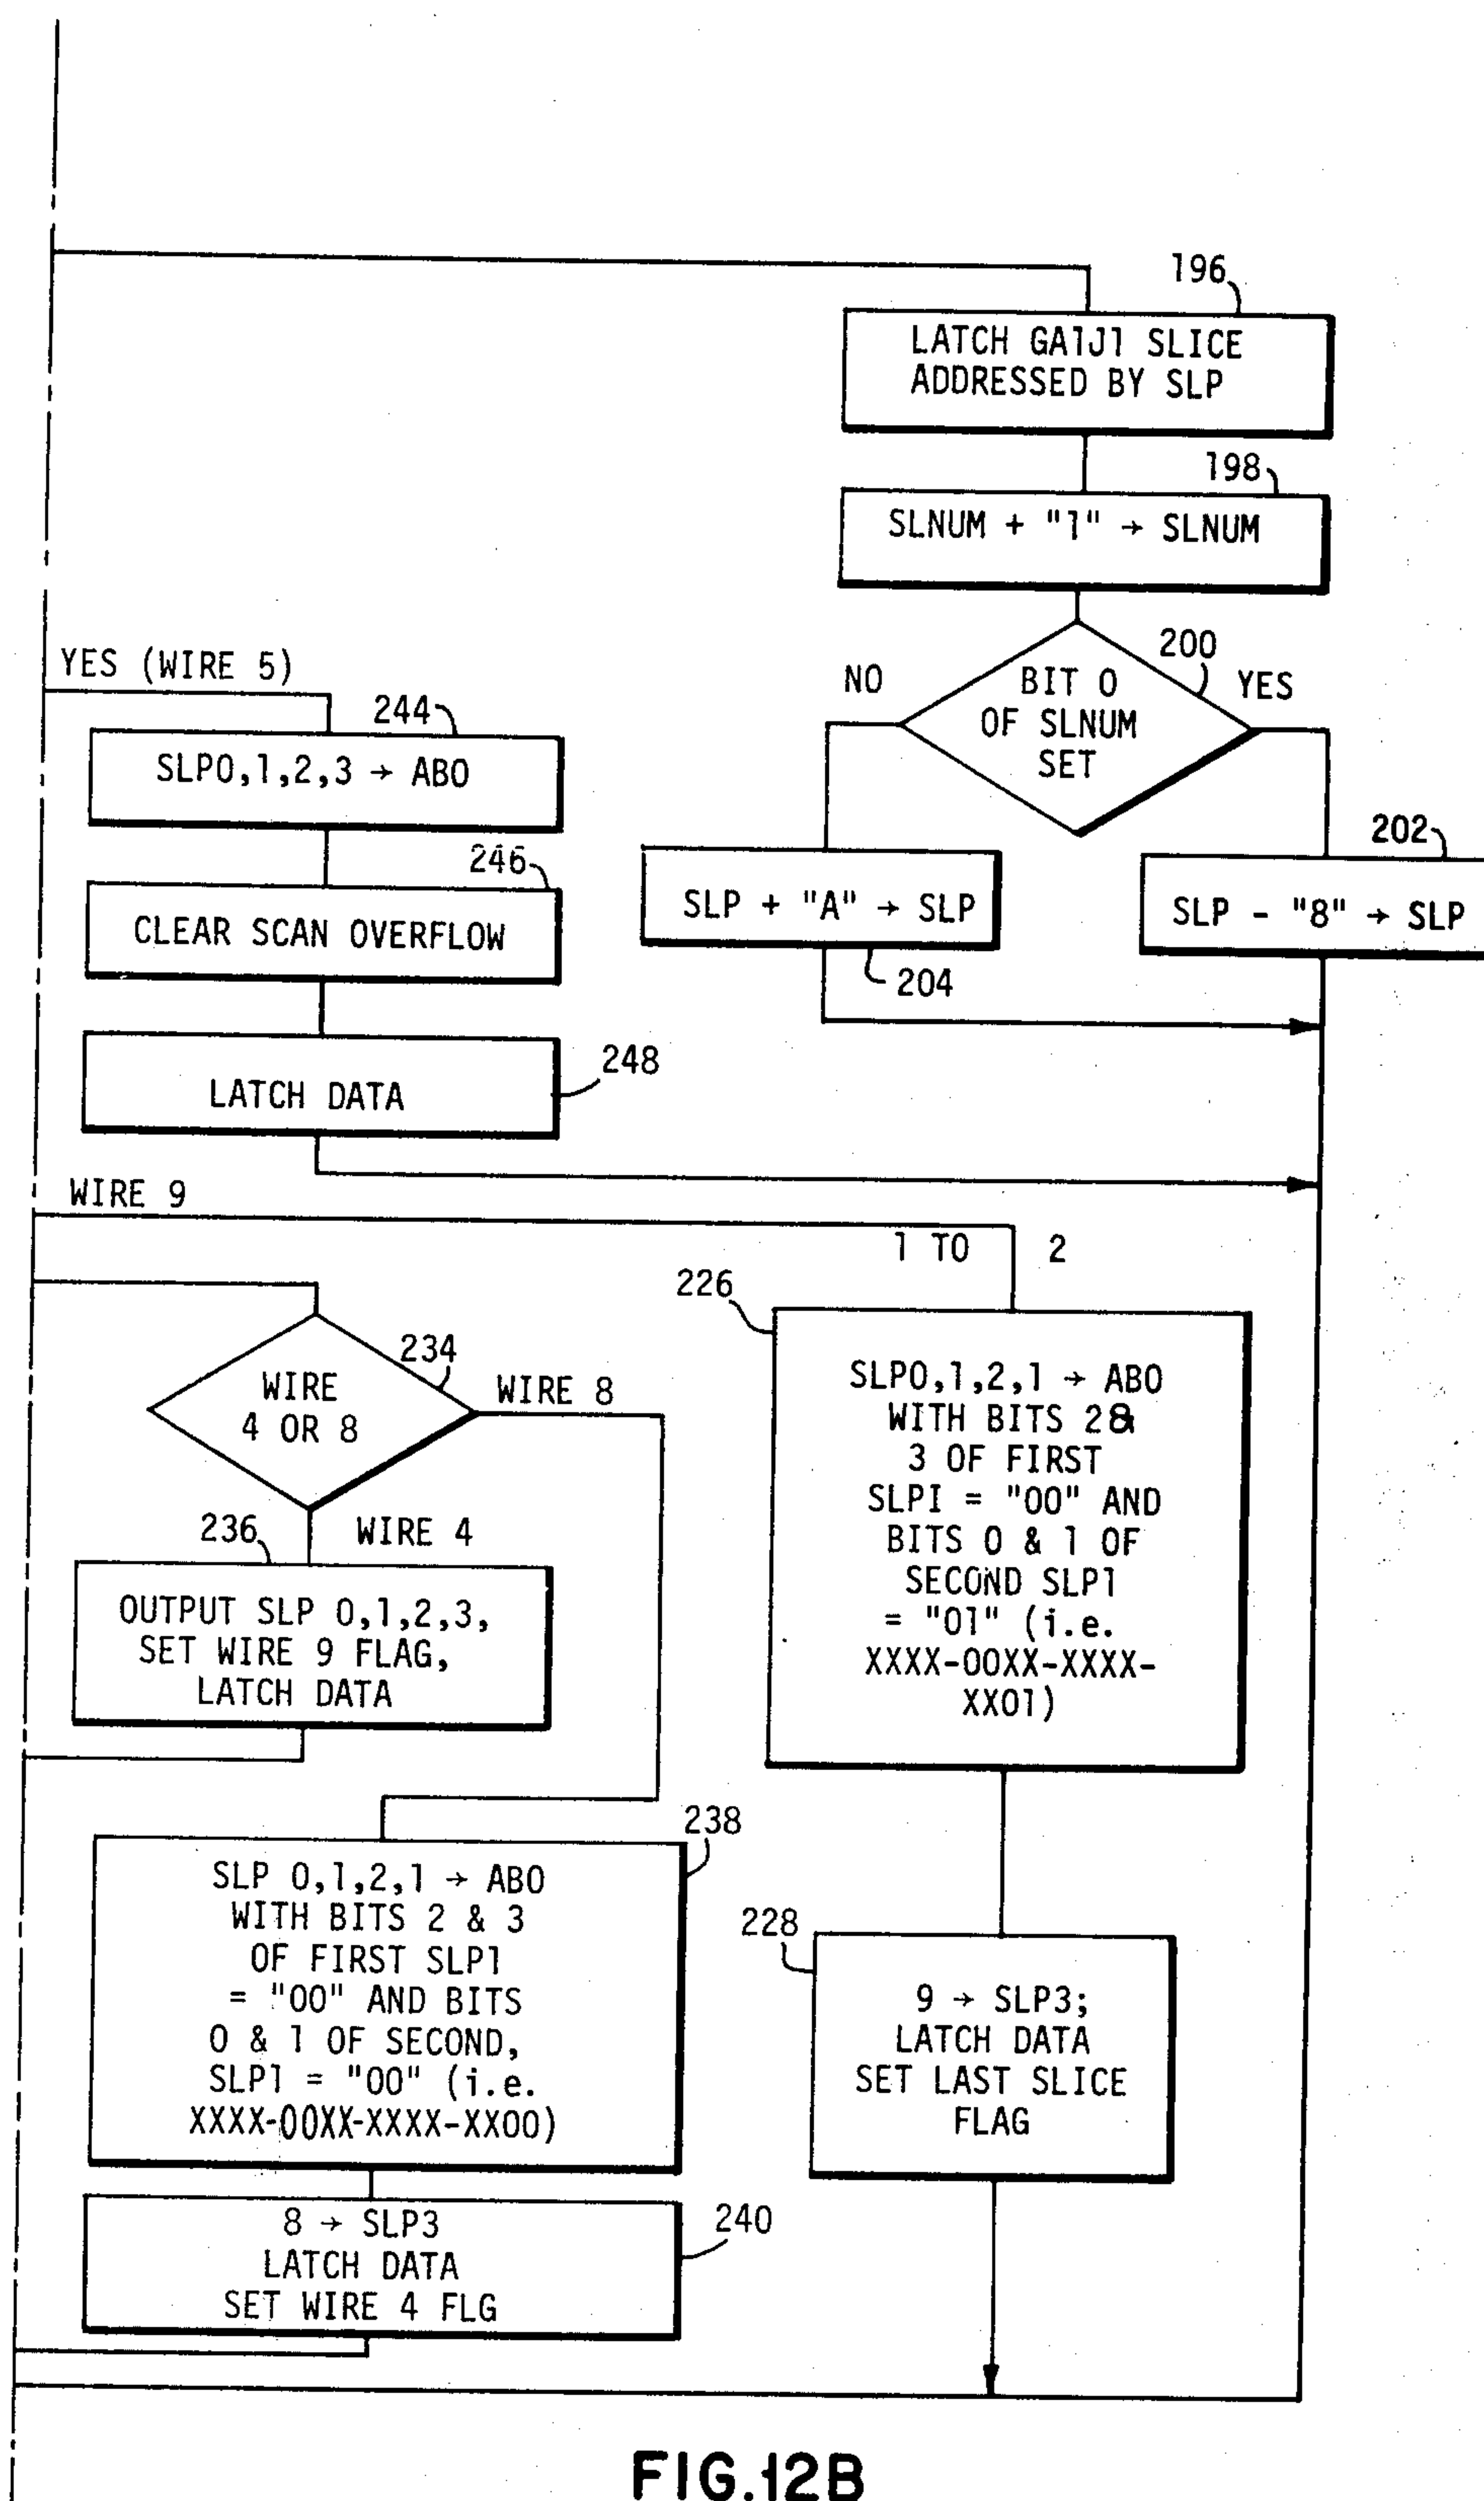 196
LATCH GA1J1 SLICE
ADDRESSED BY SLP
198
SLNUM + "1" → SLNUM
200
NO
BIT 0
OF SLNUM
SET
YES
YES (WIRE 5)
244
SLP0,1,2,3 → ABO
246
CLEAR SCAN OVERFLOW
248
LATCH DATA
202
SLP - "8" → SLP
SLP + "A" → SLP
204
WIRE 9
1 TO 2
226
SLP0,1,2,1 → ABO
WITH BITS 2&
3 OF FIRST
SLPI = "00" AND
BITS 0 & 1 OF
SECOND SLP1
= "01" (i.e.
XXXX-00XX-XXXX-
XX01)
234
WIRE
4 OR 8
WIRE 8
WIRE 4
236
OUTPUT SLP 0,1,2,3,
SET WIRE 9 FLAG,
LATCH DATA
238
SLP 0,1,2,1 → ABO
WITH BITS 2 & 3
OF FIRST SLP1
= "00" AND BITS
0 & 1 OF SECOND,
SLP1 = "00" (i.e.
XXXX-00XX-XXXX-XX00)
228
9 → SLP3;
LATCH DATA
SET LAST SLICE
FLAG
240
8 → SLP3
LATCH DATA
SET WIRE 4 FLG
FIG.12B